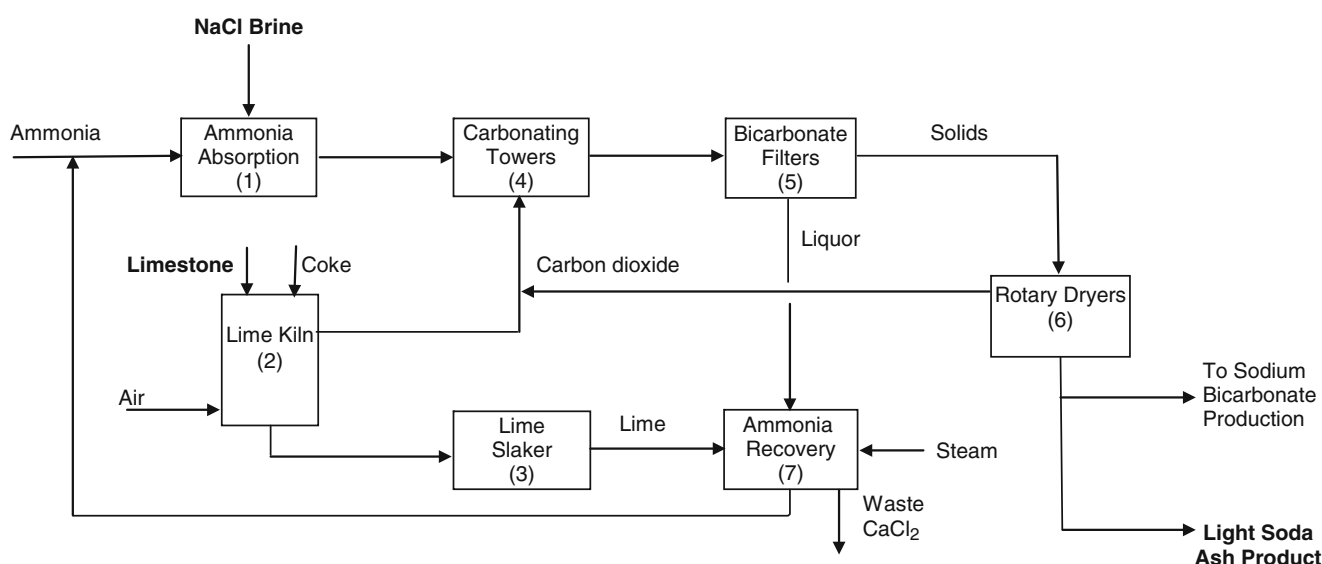 NaCl Brine
Ammonia
Ammonia
Absorption
(1)
Carbonating
Towers
(4)
Bicarbonate
Filters
(5)
Solids
Liquor
Limestone
Coke
Carbon dioxide
Rotary Dryers
(6)
Lime Kiln
(2)
Air
To Sodium
Bicarbonate
Production
Lime
Slaker
(3)
Lime
Ammonia
Recovery
(7)
Steam
Waste
CaCl₂
Light Soda
Ash Product